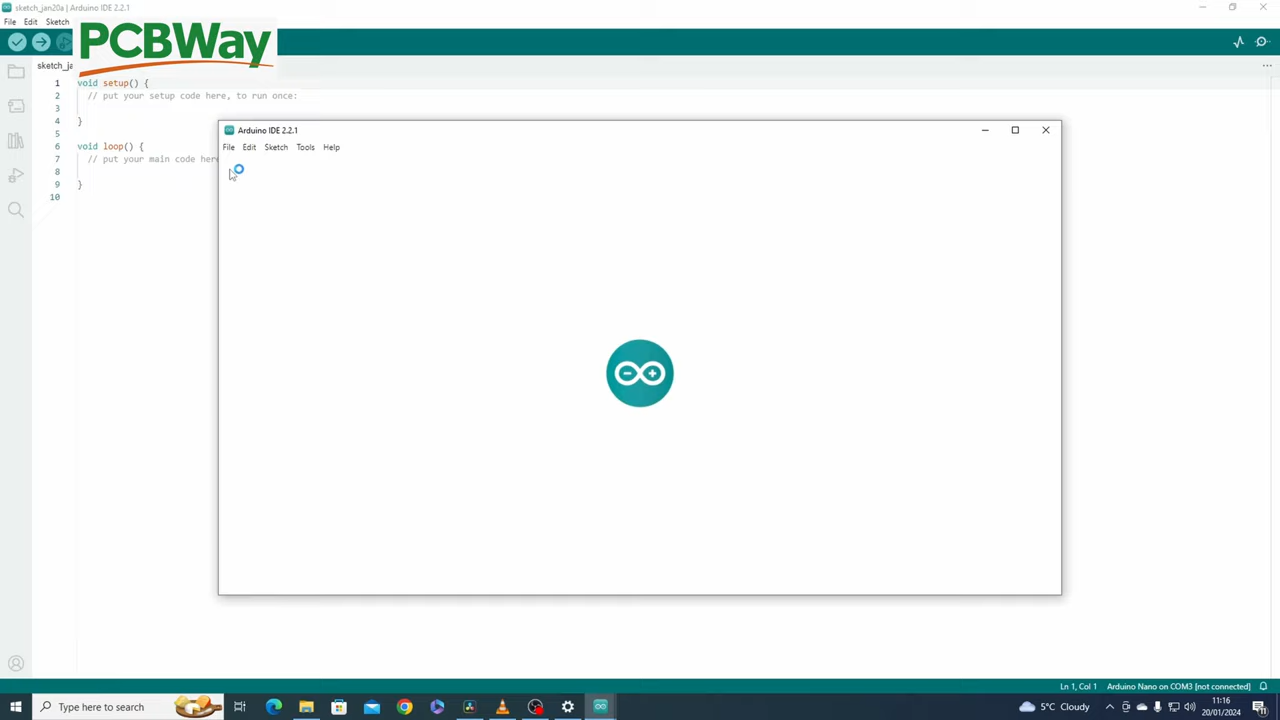 sketch_jan20a | Arduino IDE 2.2.1
File Edit Sketch
PCBWay
sketch_ja
1 void setup() {
2 // put your setup code here, to run once:
3
4 }
5
6 void loop() {
7 // put your main code here
8
9 }
10
Arduino IDE 2.2.1
File Edit Sketch Tools Help
Ln 1, Col 1 Arduino Nano on COM3 [not connected]
Type here to search
5°C Cloudy
11:16
20/01/2024
11